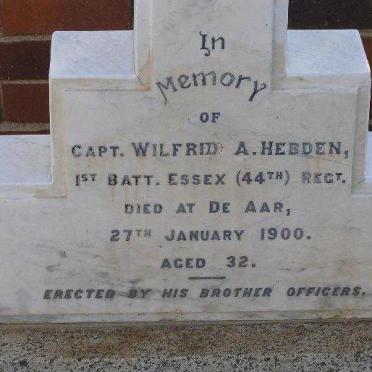 In
Memory
OF
CAPT. WILFRID A. HEBDEN,
1ST BATT. ESSEX (44TH) REGT.
DIED AT DE AAR,
27TH JANUARY 1900.
AGED 32.
ERECTED BY HIS BROTHER OFFICERS.